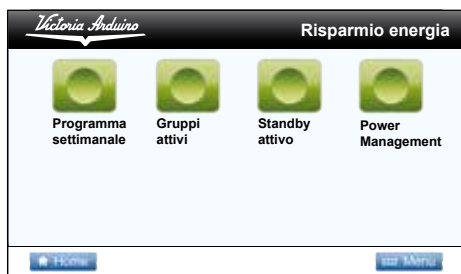 Victoria Arduino
Risparmio energia
Programma
settimanale
Gruppi
attivi
Standby
attivo
Power
Management
Home
Menu